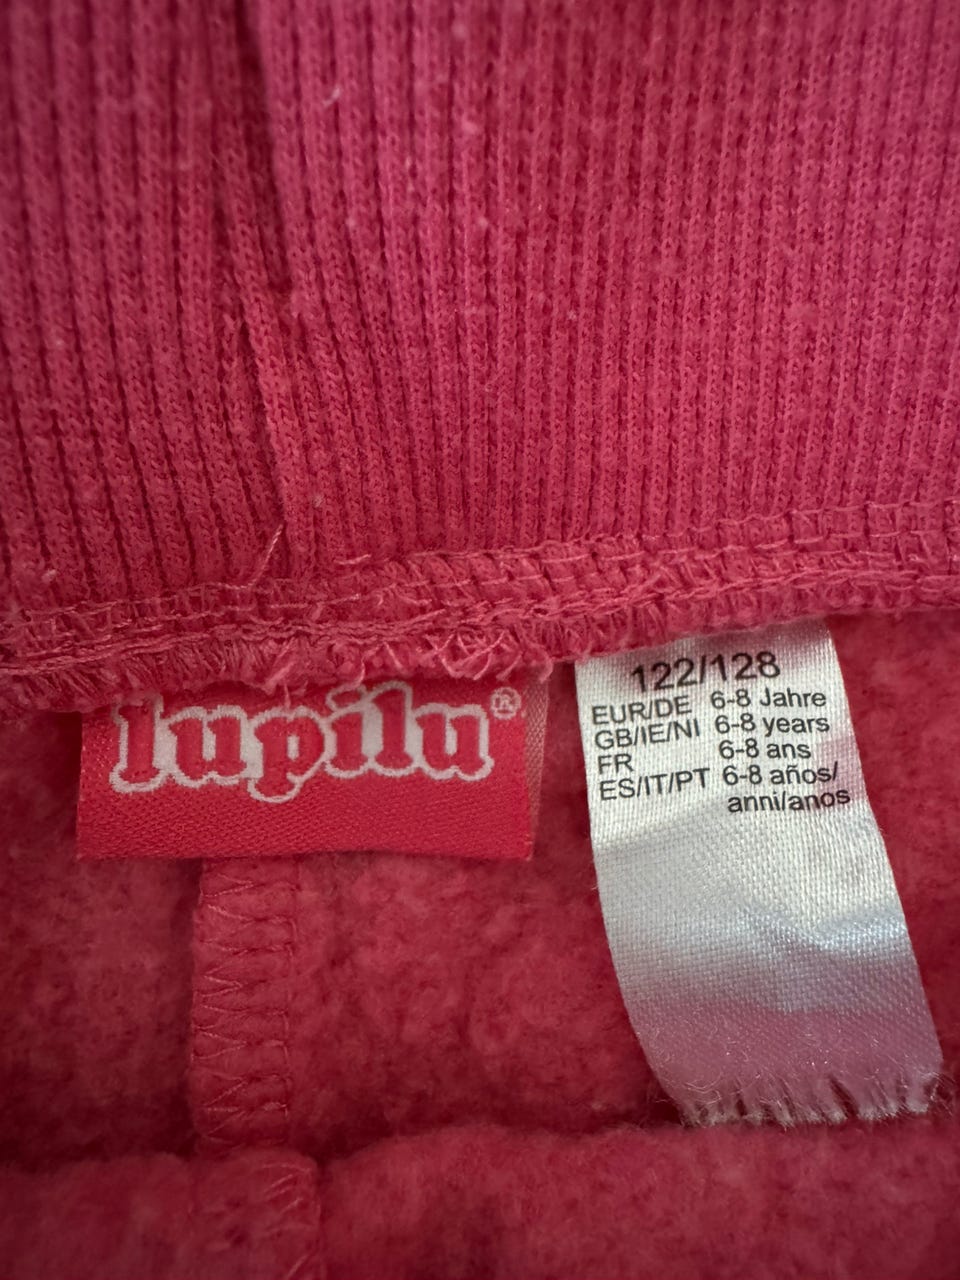 lupilu®
122/128
EUR/DE 6-8 Jahre
GB/IE/NI 6-8 years
FR 6-8 ans
ES/IT/PT 6-8 años/
anni/anos